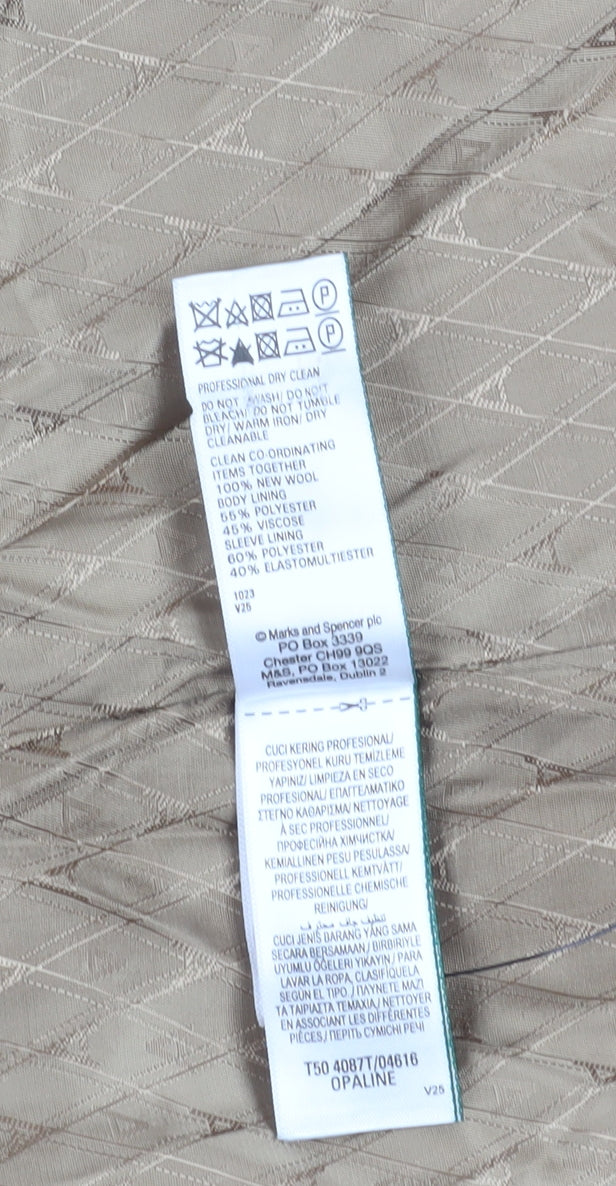 P
P
PROFESSIONAL DRY CLEAN
DO NOT WASH/ DO NOT
BLEACH/ DO NOT TUMBLE
DRY/ WARM IRON/ DRY
CLEANABLE
CLEAN CO-ORDINATING
ITEMS TOGETHER
100% NEW WOOL
BODY LINING
55% POLYESTER
45% VISCOSE
SLEEVE LINING
60% POLYESTER
40% ELASTOMULTIESTER
1023
V25
© Marks and Spencer plc
PO Box 3339
Chester CH99 9QS
M&S, PO Box 13022
Ravensdale, Dublin 2
CUCI KERING PROFESIONAL/
PROFESYONEL KURU TEMİZLEME
YAPINIZ/ LIMPIEZA EN SECO
PROFESIONAL/ ΕΠΑΓΓΕΛΜΑΤΙΚΟ
ΣΤΕΓΝΟ ΚΑΘΑΡΙΣΜΑ/ NETTOYAGE
À SEC PROFESSIONNEL/
ПРОФЕСІЙНА ХІМЧИСТКА/
KEMIALLINEN PESU PESULASSA/
PROFESSIONELL KEMTVÄTT/
PROFESSIONELLE CHEMISCHE
REINIGUNG/
تنظيف جاف محترف
CUCI JENIS BARANG YANG SAMA
SECARA BERSAMAAN / BIRBIRIYLE
UYUMLU ÖGELERİ YIKAYIN / PARA
LAVAR LA ROPA, CLASIFÍQUELA
SEGÚN EL TIPO. / ΠΛΥΝΕΤΕ ΜΑΖΙ
ΤΑ ΤΑΙΡΙΑΣΤΑ ΤΕΜΑΧΙΑ / NETTOYER
EN ASSOCIANT LES DIFFÉRENTES
PIÈCES / ПЕРІТЬ СУМІСНІ РЕЧІ
T50 4087T/04616
OPALINE
V25